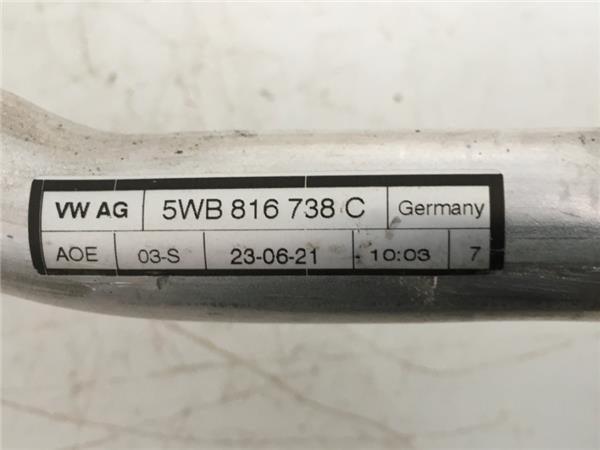 VW AG 5WB 816 738 C Germany
AOE 03-S 23-06-21 10:03 7